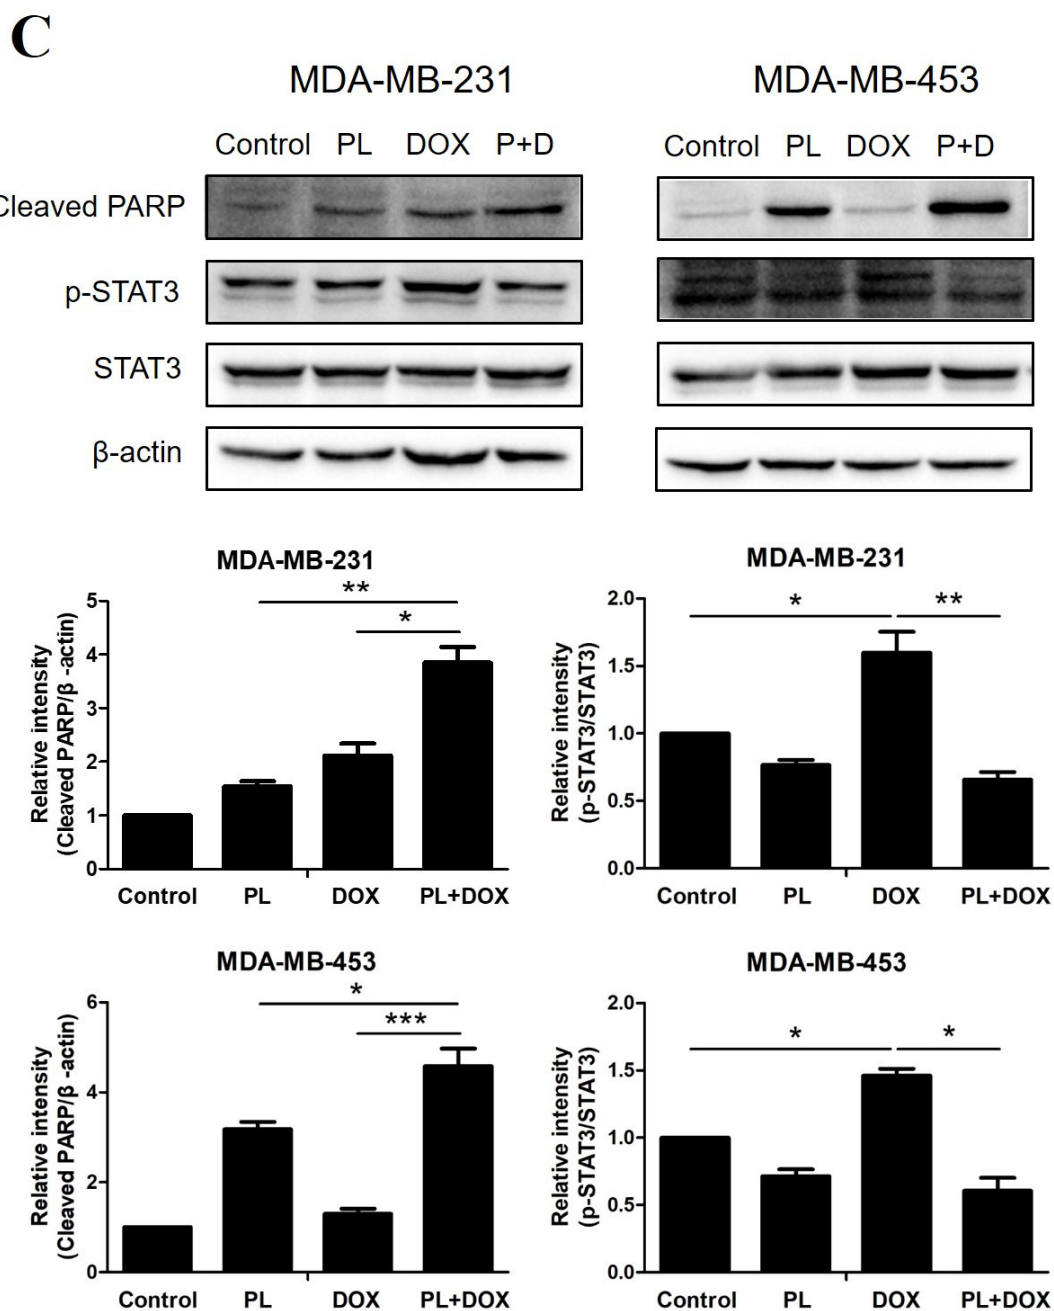 C
MDA-MB-231
MDA-MB-453
Control PL DOX P+D
Control PL DOX P+D
Cleaved PARP
p-STAT3
STAT3
β-actin
MDA-MB-231
Relative intensity
(Cleaved PARP/β -actin)
5
4
3
2
1
0
**
*
Control PL DOX PL+DOX
MDA-MB-231
Relative intensity
(p-STAT3/STAT3)
2.0
1.5
1.0
0.5
0.0
*
**
Control PL DOX PL+DOX
MDA-MB-453
Relative intensity
(Cleaved PARP/β -actin)
6
4
2
0
*
***
Control PL DOX PL+DOX
MDA-MB-453
Relative intensity
(p-STAT3/STAT3)
2.0
1.5
1.0
0.5
0.0
*
*
Control PL DOX PL+DOX